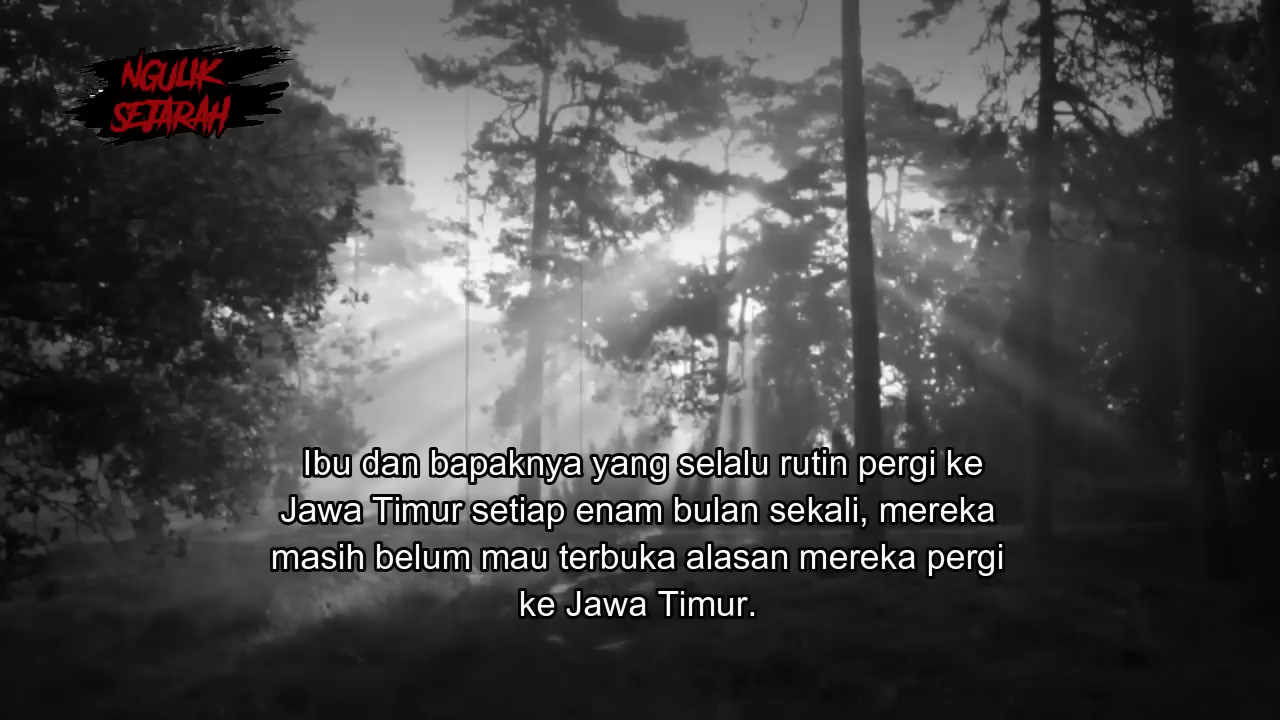 NGULIK
SEJARAH
Ibu dan bapaknya yang selalu rutin pergi ke
Jawa Timur setiap enam bulan sekali, mereka
masih belum mau terbuka alasan mereka pergi
ke Jawa Timur.